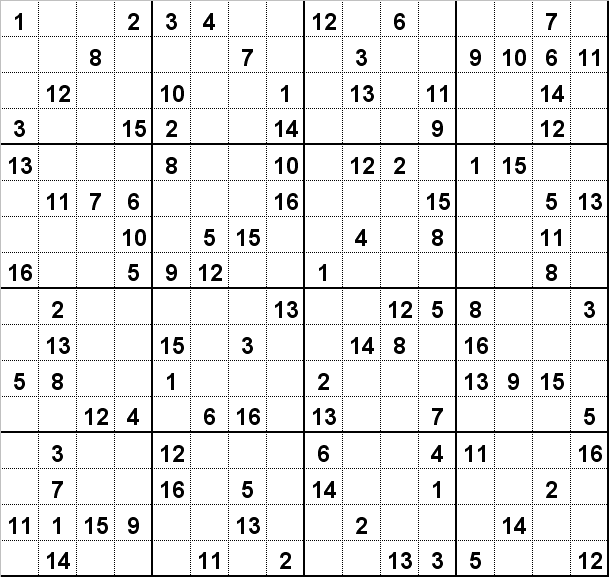 1 2 3 4 12 6 7
8 7 3 9 10 6 11
12 10 1 13 11 14
3 15 2 14 9 12
13 8 10 12 2 1 15
11 7 6 16 15 5 13
10 5 15 4 8 11
16 5 9 12 1 8
2 13 12 5 8 3
13 15 3 14 8 16
5 8 1 2 13 9 15
12 4 6 16 13 7 5
3 12 6 4 11 16
7 16 5 14 1 2
11 1 15 9 13 2 14
14 11 2 13 3 5 12